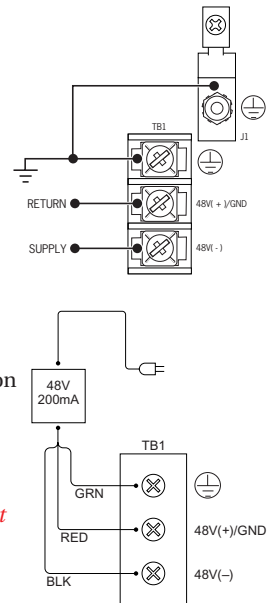 TB1
J1
RETURN
48V( + )/GND
SUPPLY
48V( - )
on
48V
200mA
TB1
GRN
t
RED
48V(+)/GND
BLK
48V(–)